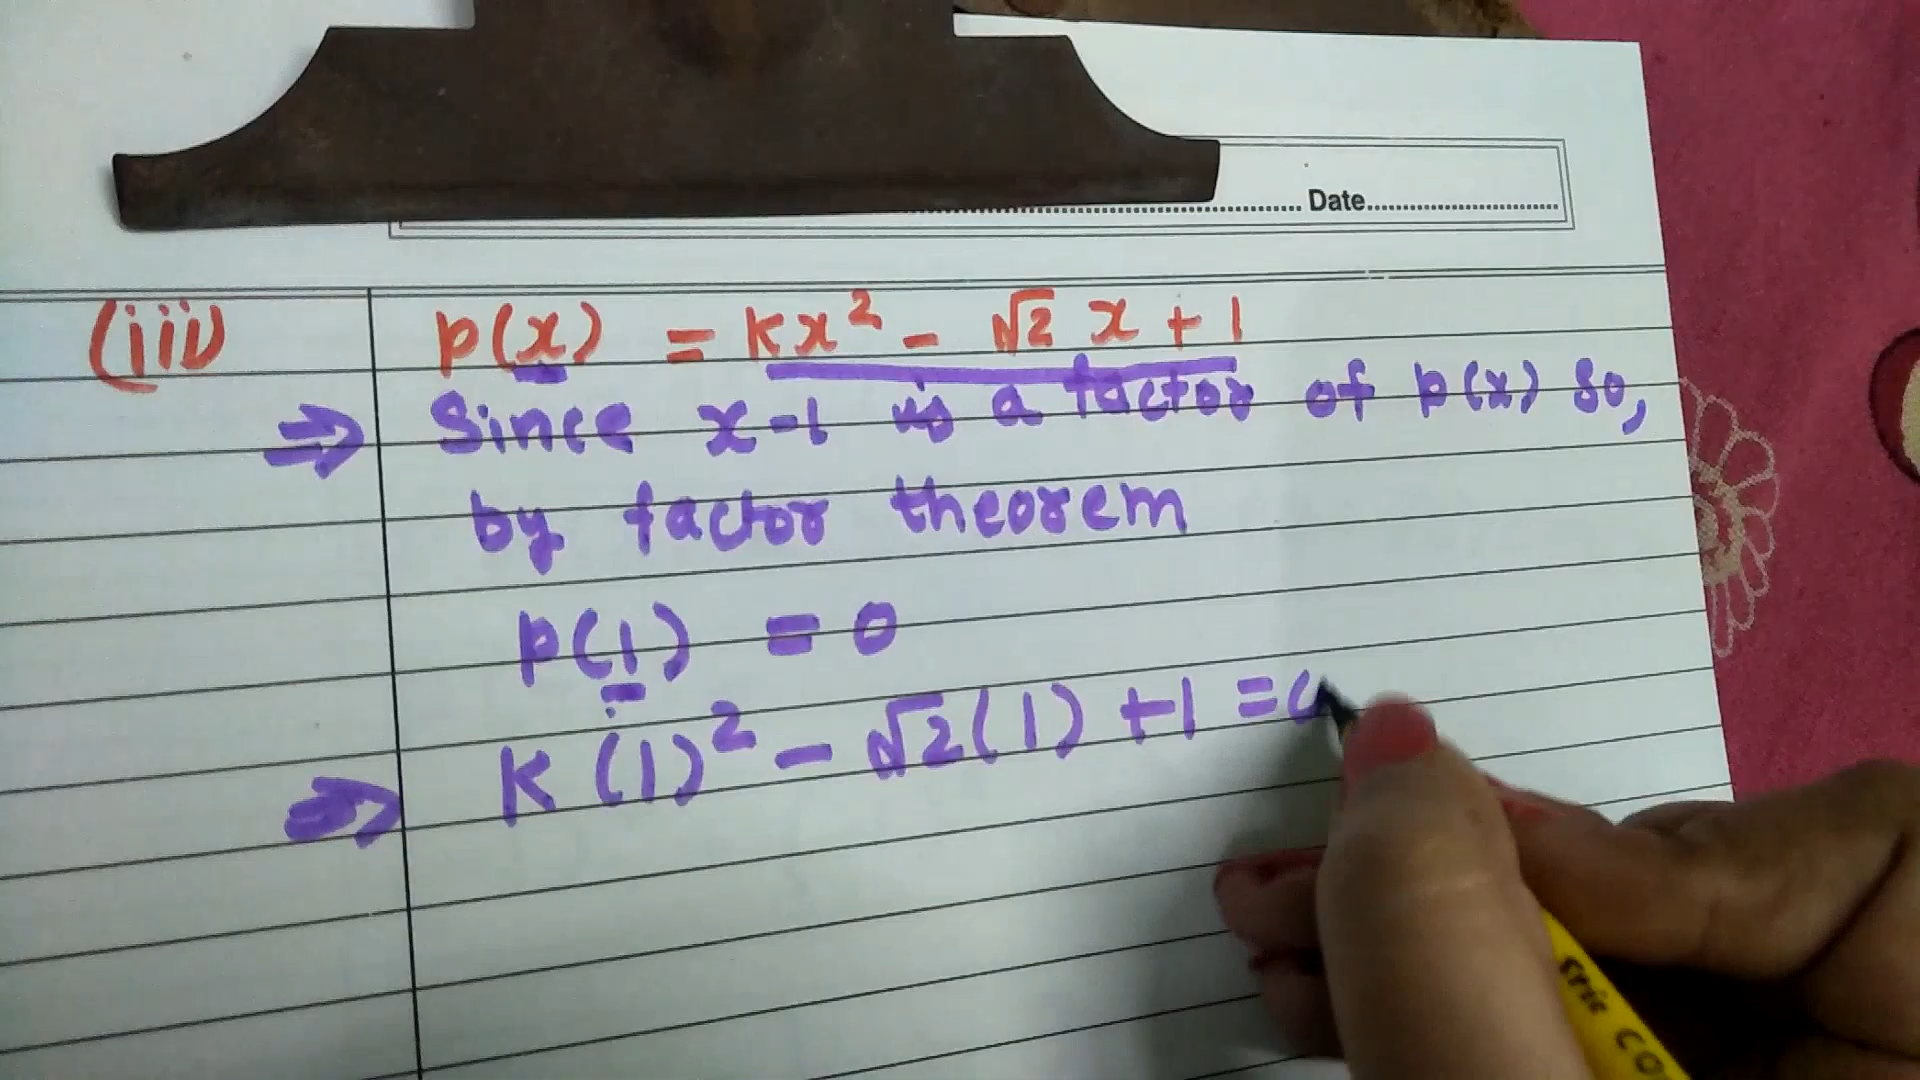 Date
(iii) p(x) = Kx² - √2 x + 1
⇒ Since x-1 is a factor of p(x) so,
by factor theorem
p(1) = 0
⇒ K (1)² - √2(1) +1 =